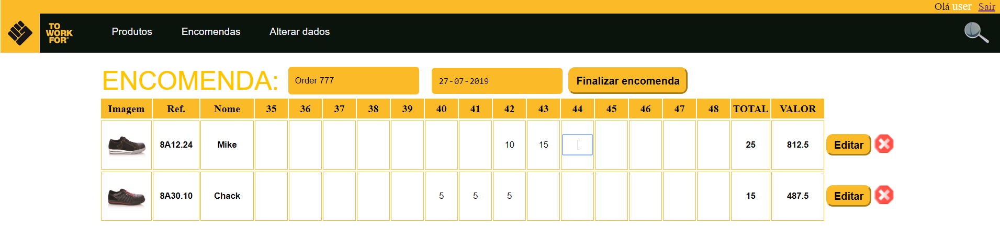 Olá user Sair
TO
WORK
FOR®
Produtos Encomendas Alterar dados
ENCOMENDA: Order 777 27-07-2019 Finalizar encomenda
Imagem Ref. Nome 35 36 37 38 39 40 41 42 43 44 45 46 47 48 TOTAL VALOR
8A12.24 Mike 10 15 25 812.5 Editar
8A30.10 Chack 5 5 5 15 487.5 Editar